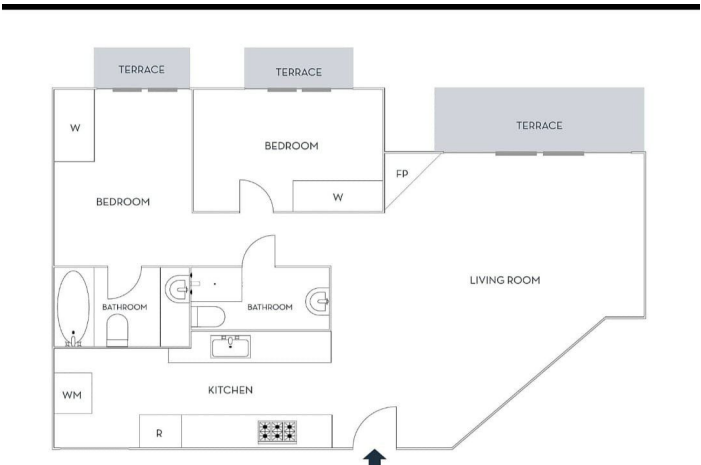 TERRACE
TERRACE
TERRACE
W
BEDROOM
FP
W
BEDROOM
LIVING ROOM
BATHROOM
BATHROOM
WM
KITCHEN
R